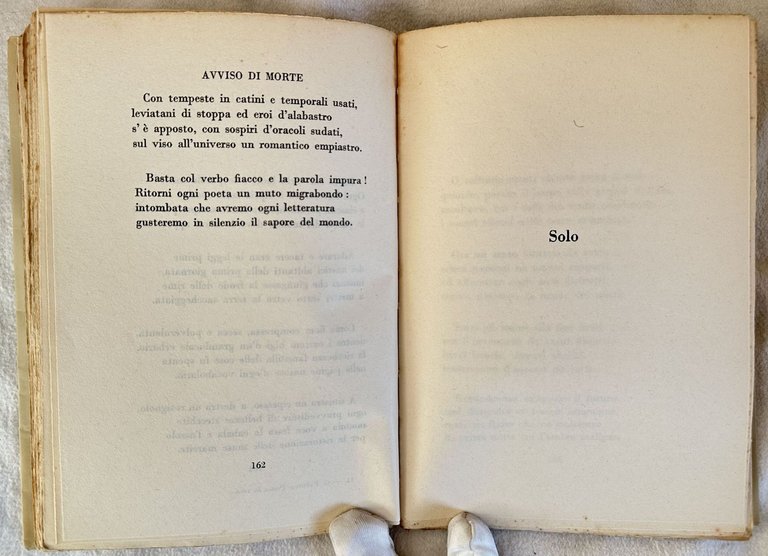 AVVISO DI MORTE
Con tempeste in catini e temporali usati,
leviatani di stoppa ed eroi d'alabastro
s' è apposto, con sospiri d'oracoli sudati,
sul viso all'universo un romantico empiastro.
Basta col verbo fiacco e la parola impura !
Ritorni ogni poeta un muto migrabondo :
intombata che avremo ogni letteratura
gusteremo in silenzio il sapore del mondo.
162
Solo